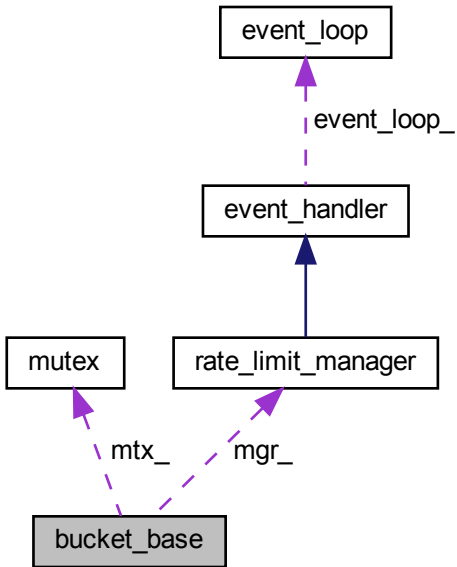 event_loop
event_loop_
event_handler
mutex
rate_limit_manager
mtx_
mgr_
bucket_base